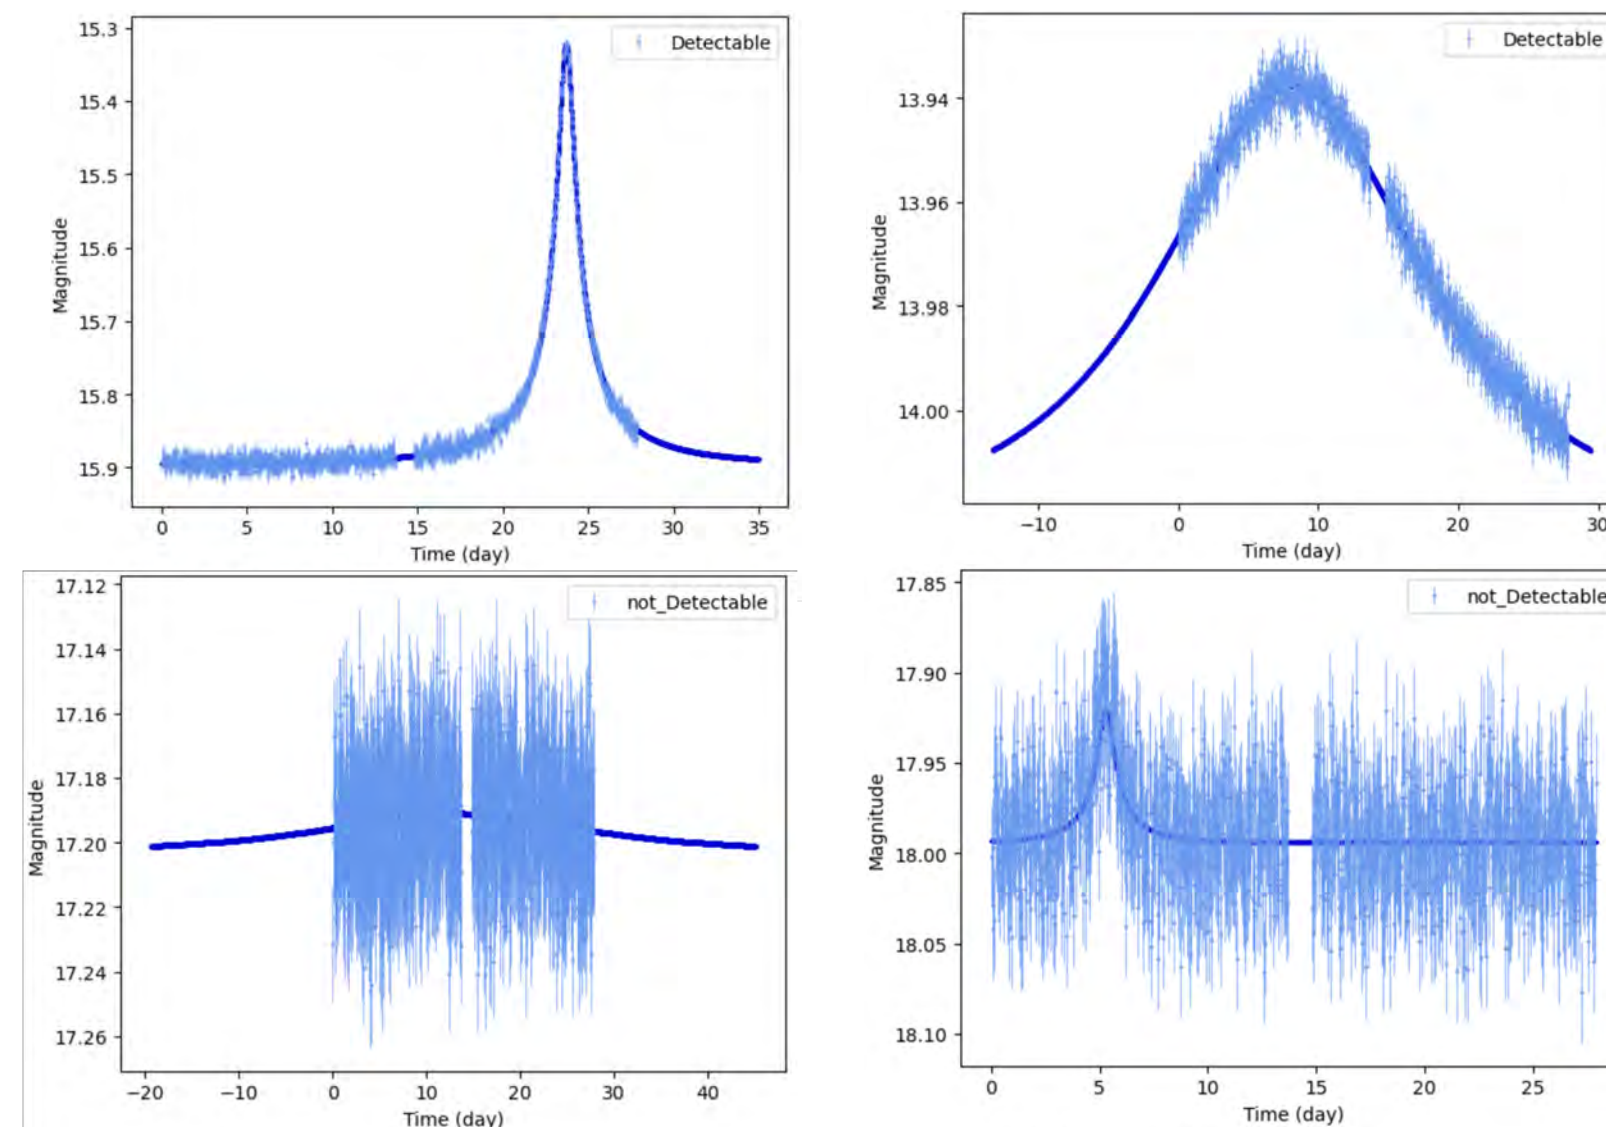 Detectable
15.3
15.4
15.5
15.6
15.7
15.8
15.9
Magnitude
0 5 10 15 20 25 30 35
Time (day)
Detectable
13.94
13.96
13.98
14.00
Magnitude
−10 0 10 20 30
Time (day)
not_Detectable
17.12
17.14
17.16
17.18
17.20
17.22
17.24
17.26
Magnitude
−20 −10 0 10 20 30 40
Time (day)
not_Detectable
17.85
17.90
17.95
18.00
18.05
18.10
Magnitude
0 5 10 15 20 25
Time (day)